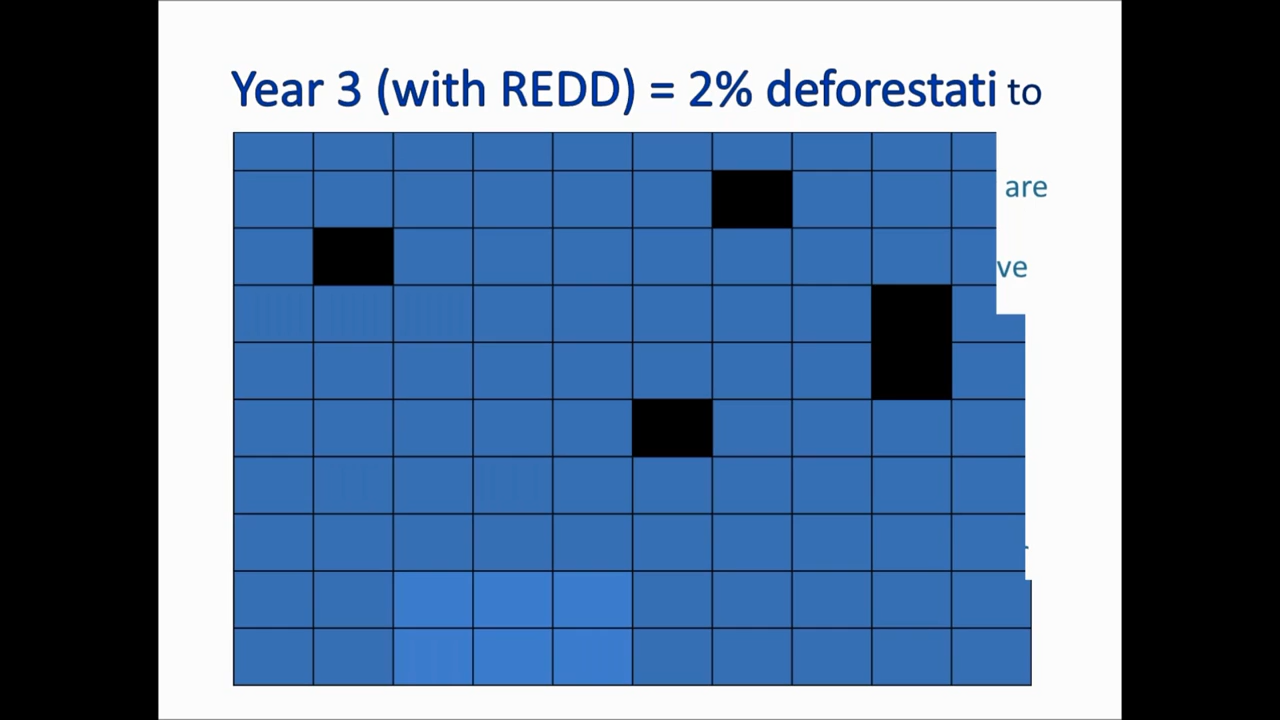 Year 3 (with REDD) = 2% deforestati to
are
ve